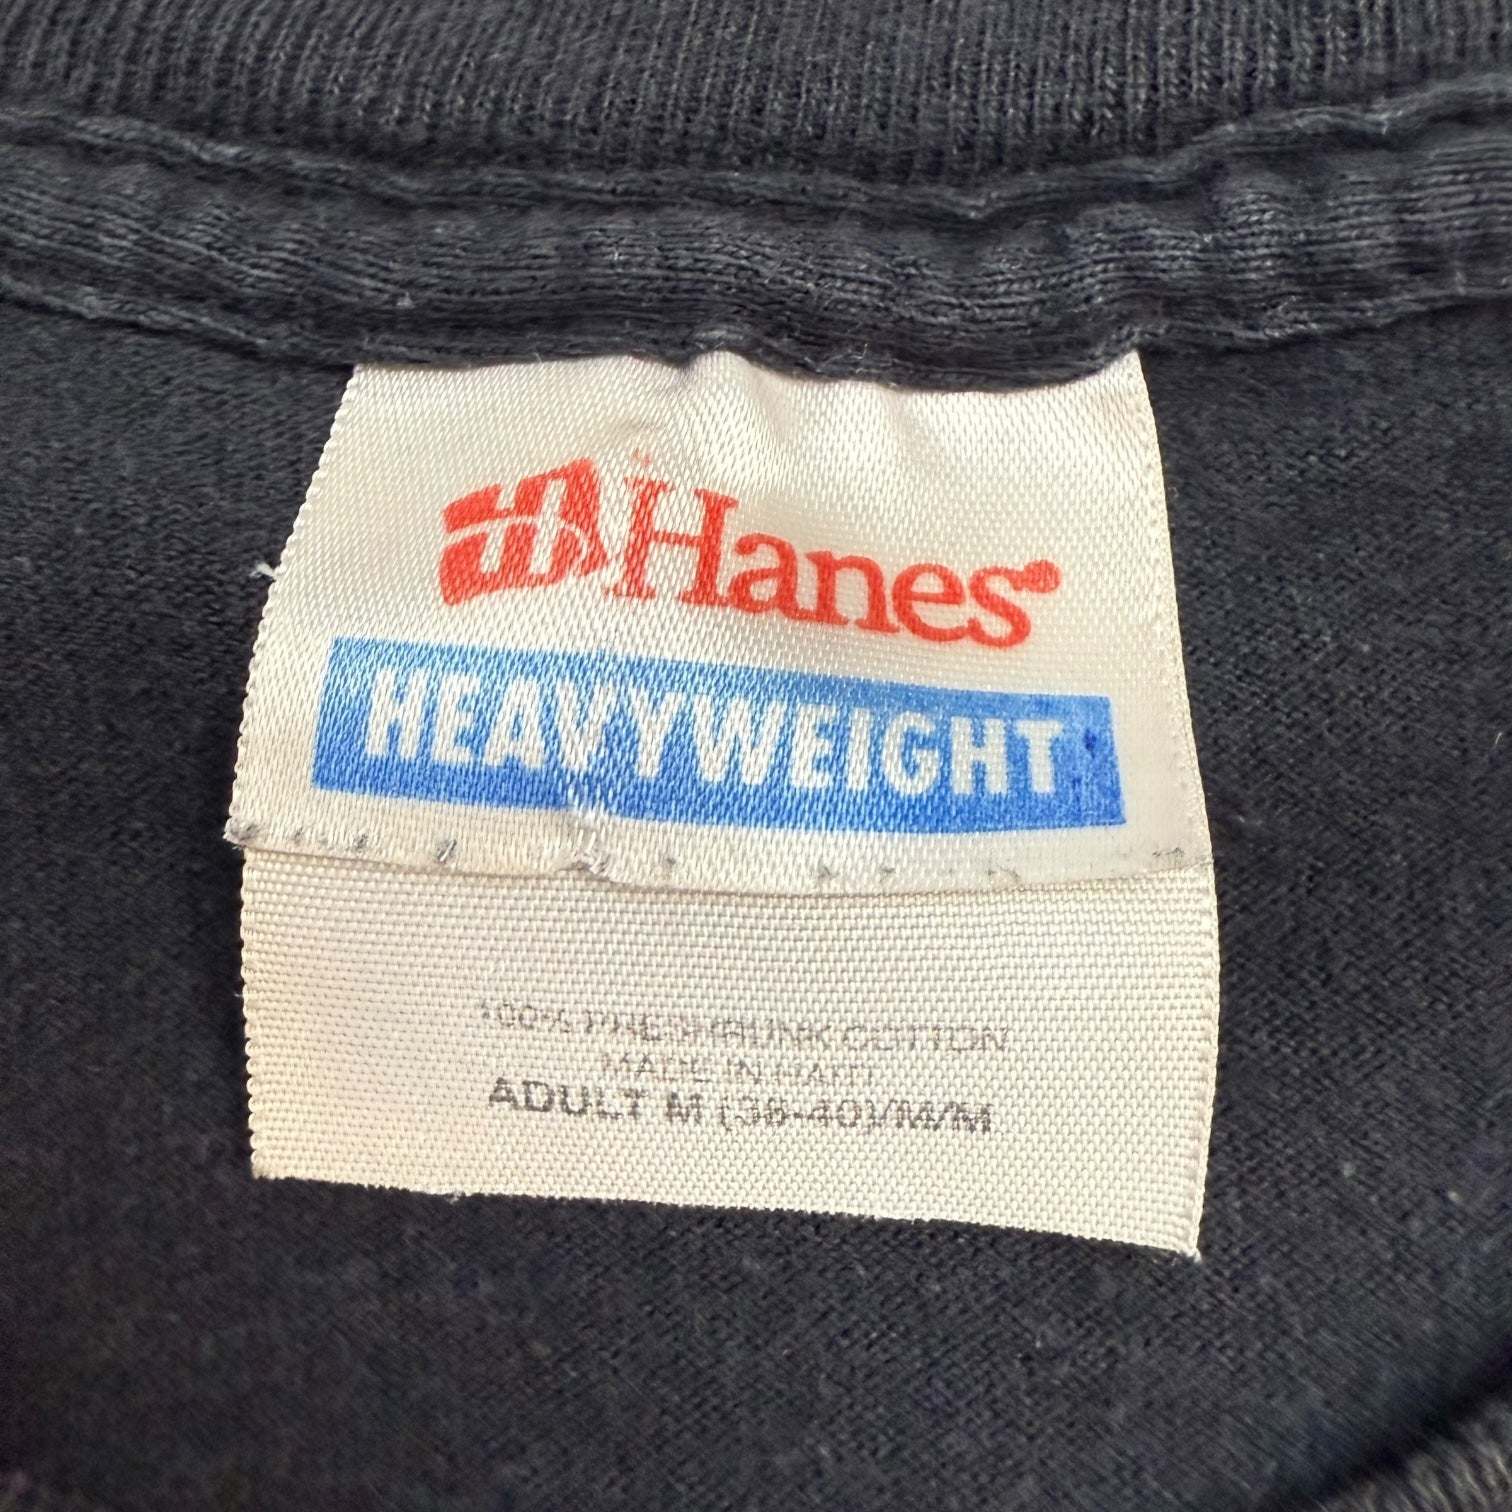 Hanes
HEAVYWEIGHT
100% PRE-SHRUNK COTTON
MADE IN HAITI
ADULT M (38-40)/M/M